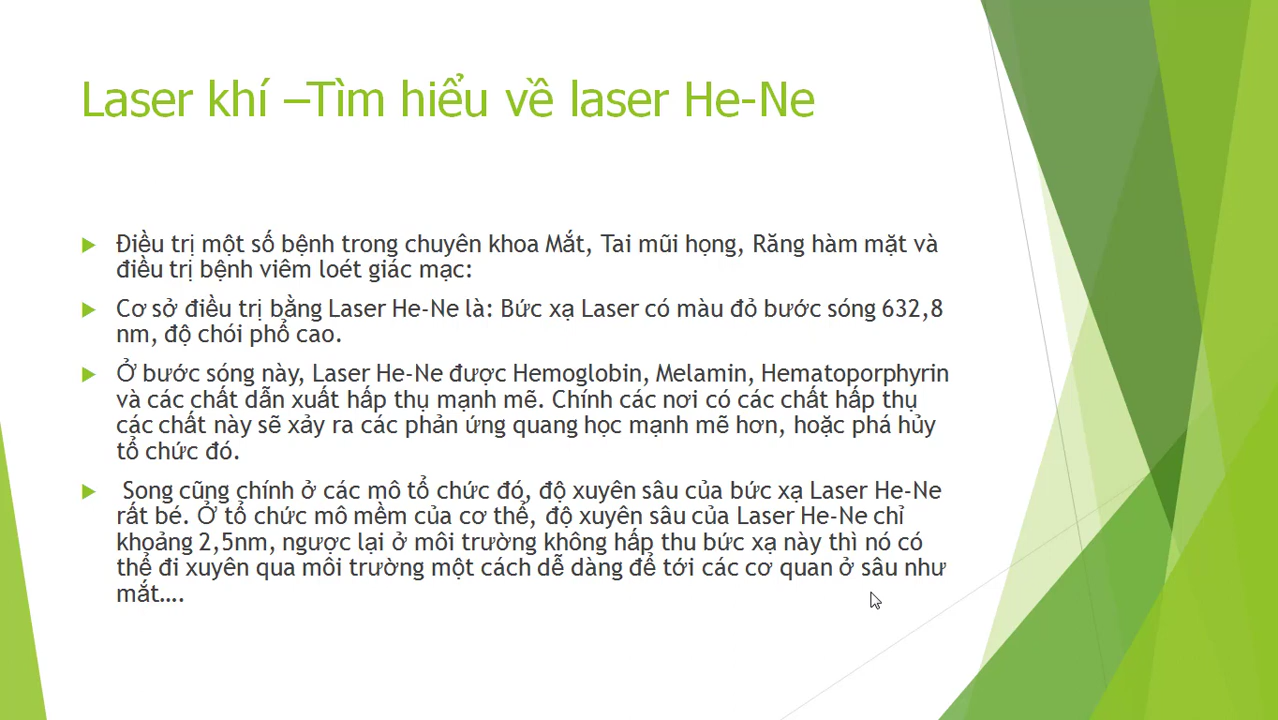 Laser khí –Tìm hiểu về laser He-Ne
Điều trị một số bệnh trong chuyên khoa Mắt, Tai mũi họng, Răng hàm mặt và
điều trị bệnh viêm loét giác mạc:
Cơ sở điều trị bằng Laser He-Ne là: Bức xạ Laser có màu đỏ bước sóng 632,8
nm, độ chói phổ cao.
Ở bước sóng này, Laser He-Ne được Hemoglobin, Melamin, Hematoporphyrin
và các chất dẫn xuất hấp thụ mạnh mẽ. Chính các nơi có các chất hấp thụ
các chất này sẽ xảy ra các phản ứng quang học mạnh mẽ hơn, hoặc phá hủy
tổ chức đó.
Song cũng chính ở các mô tổ chức đó, độ xuyên sâu của bức xạ Laser He-Ne
rất bé. Ở tổ chức mô mềm của cơ thể, độ xuyên sâu của Laser He-Ne chỉ
khoảng 2,5nm, ngược lại ở môi trường không hấp thu bức xạ này thì nó có
thể đi xuyên qua môi trường một cách dễ dàng để tới các cơ quan ở sâu như
mắt....